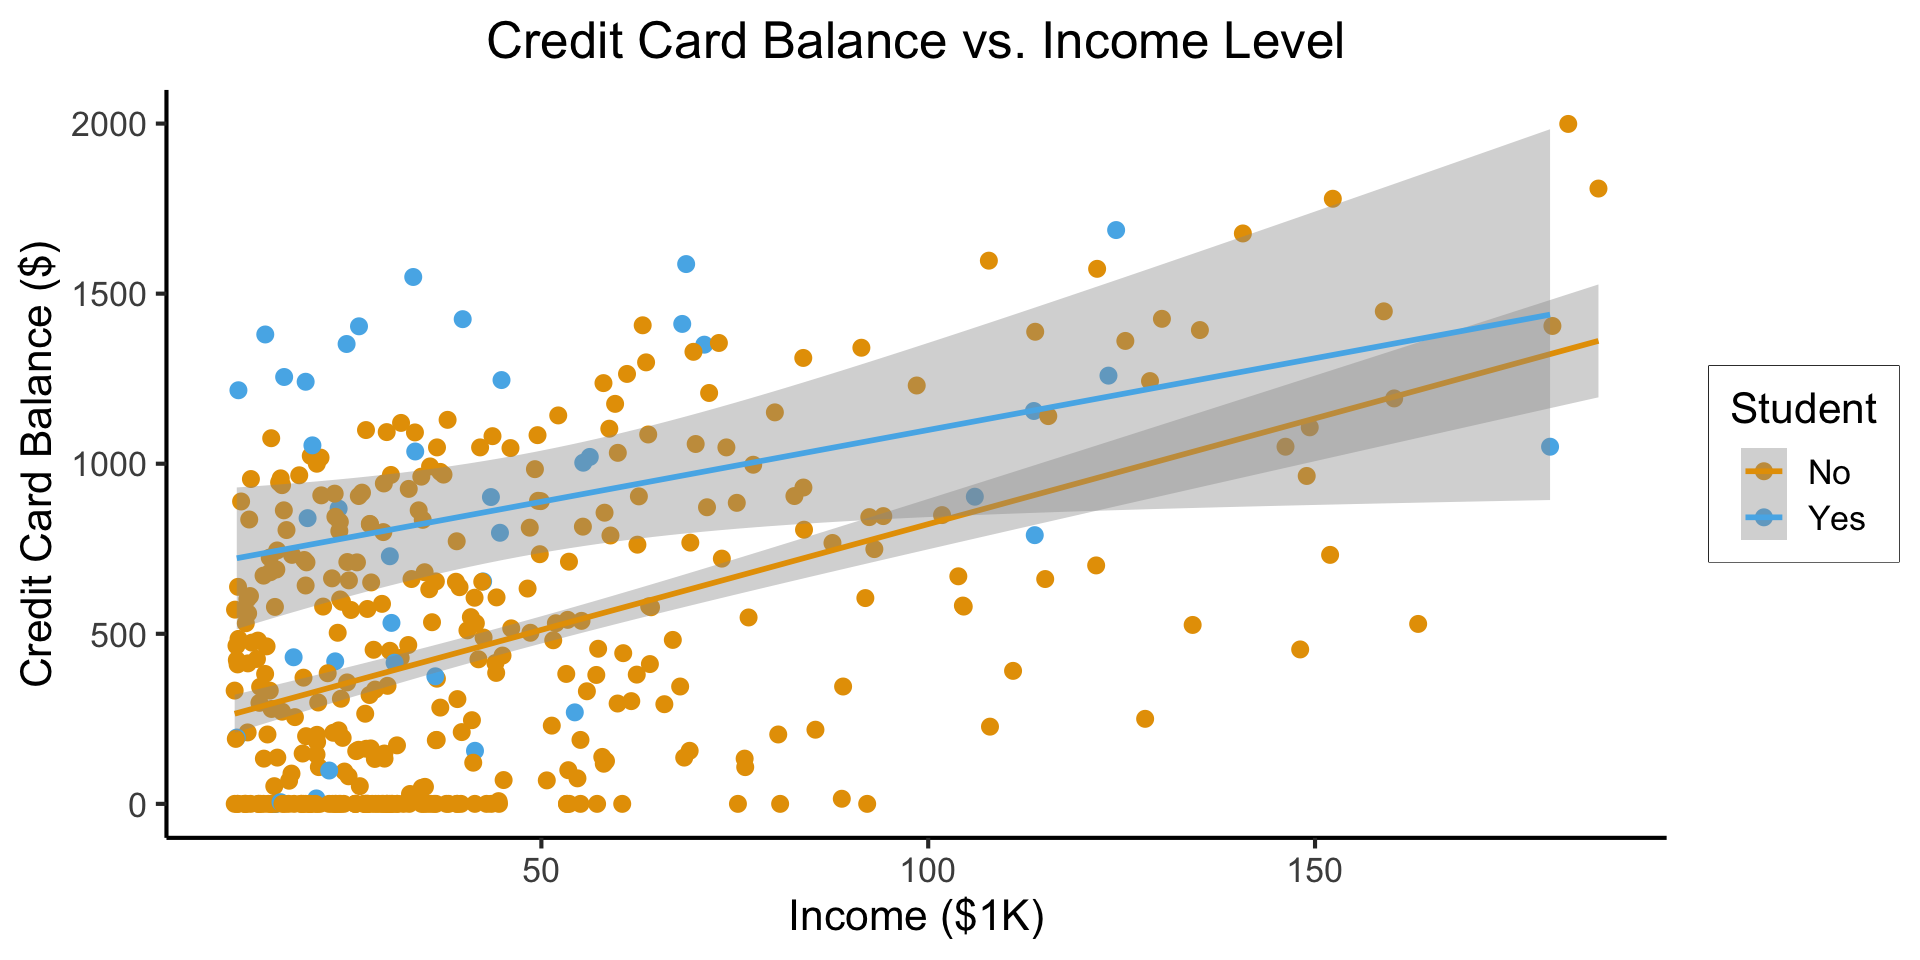 Credit Card Balance vs. Income Level
Credit Card Balance ($)
2000
1500
1000
500
0
50 100 150
Income ($1K)
Student
No
Yes